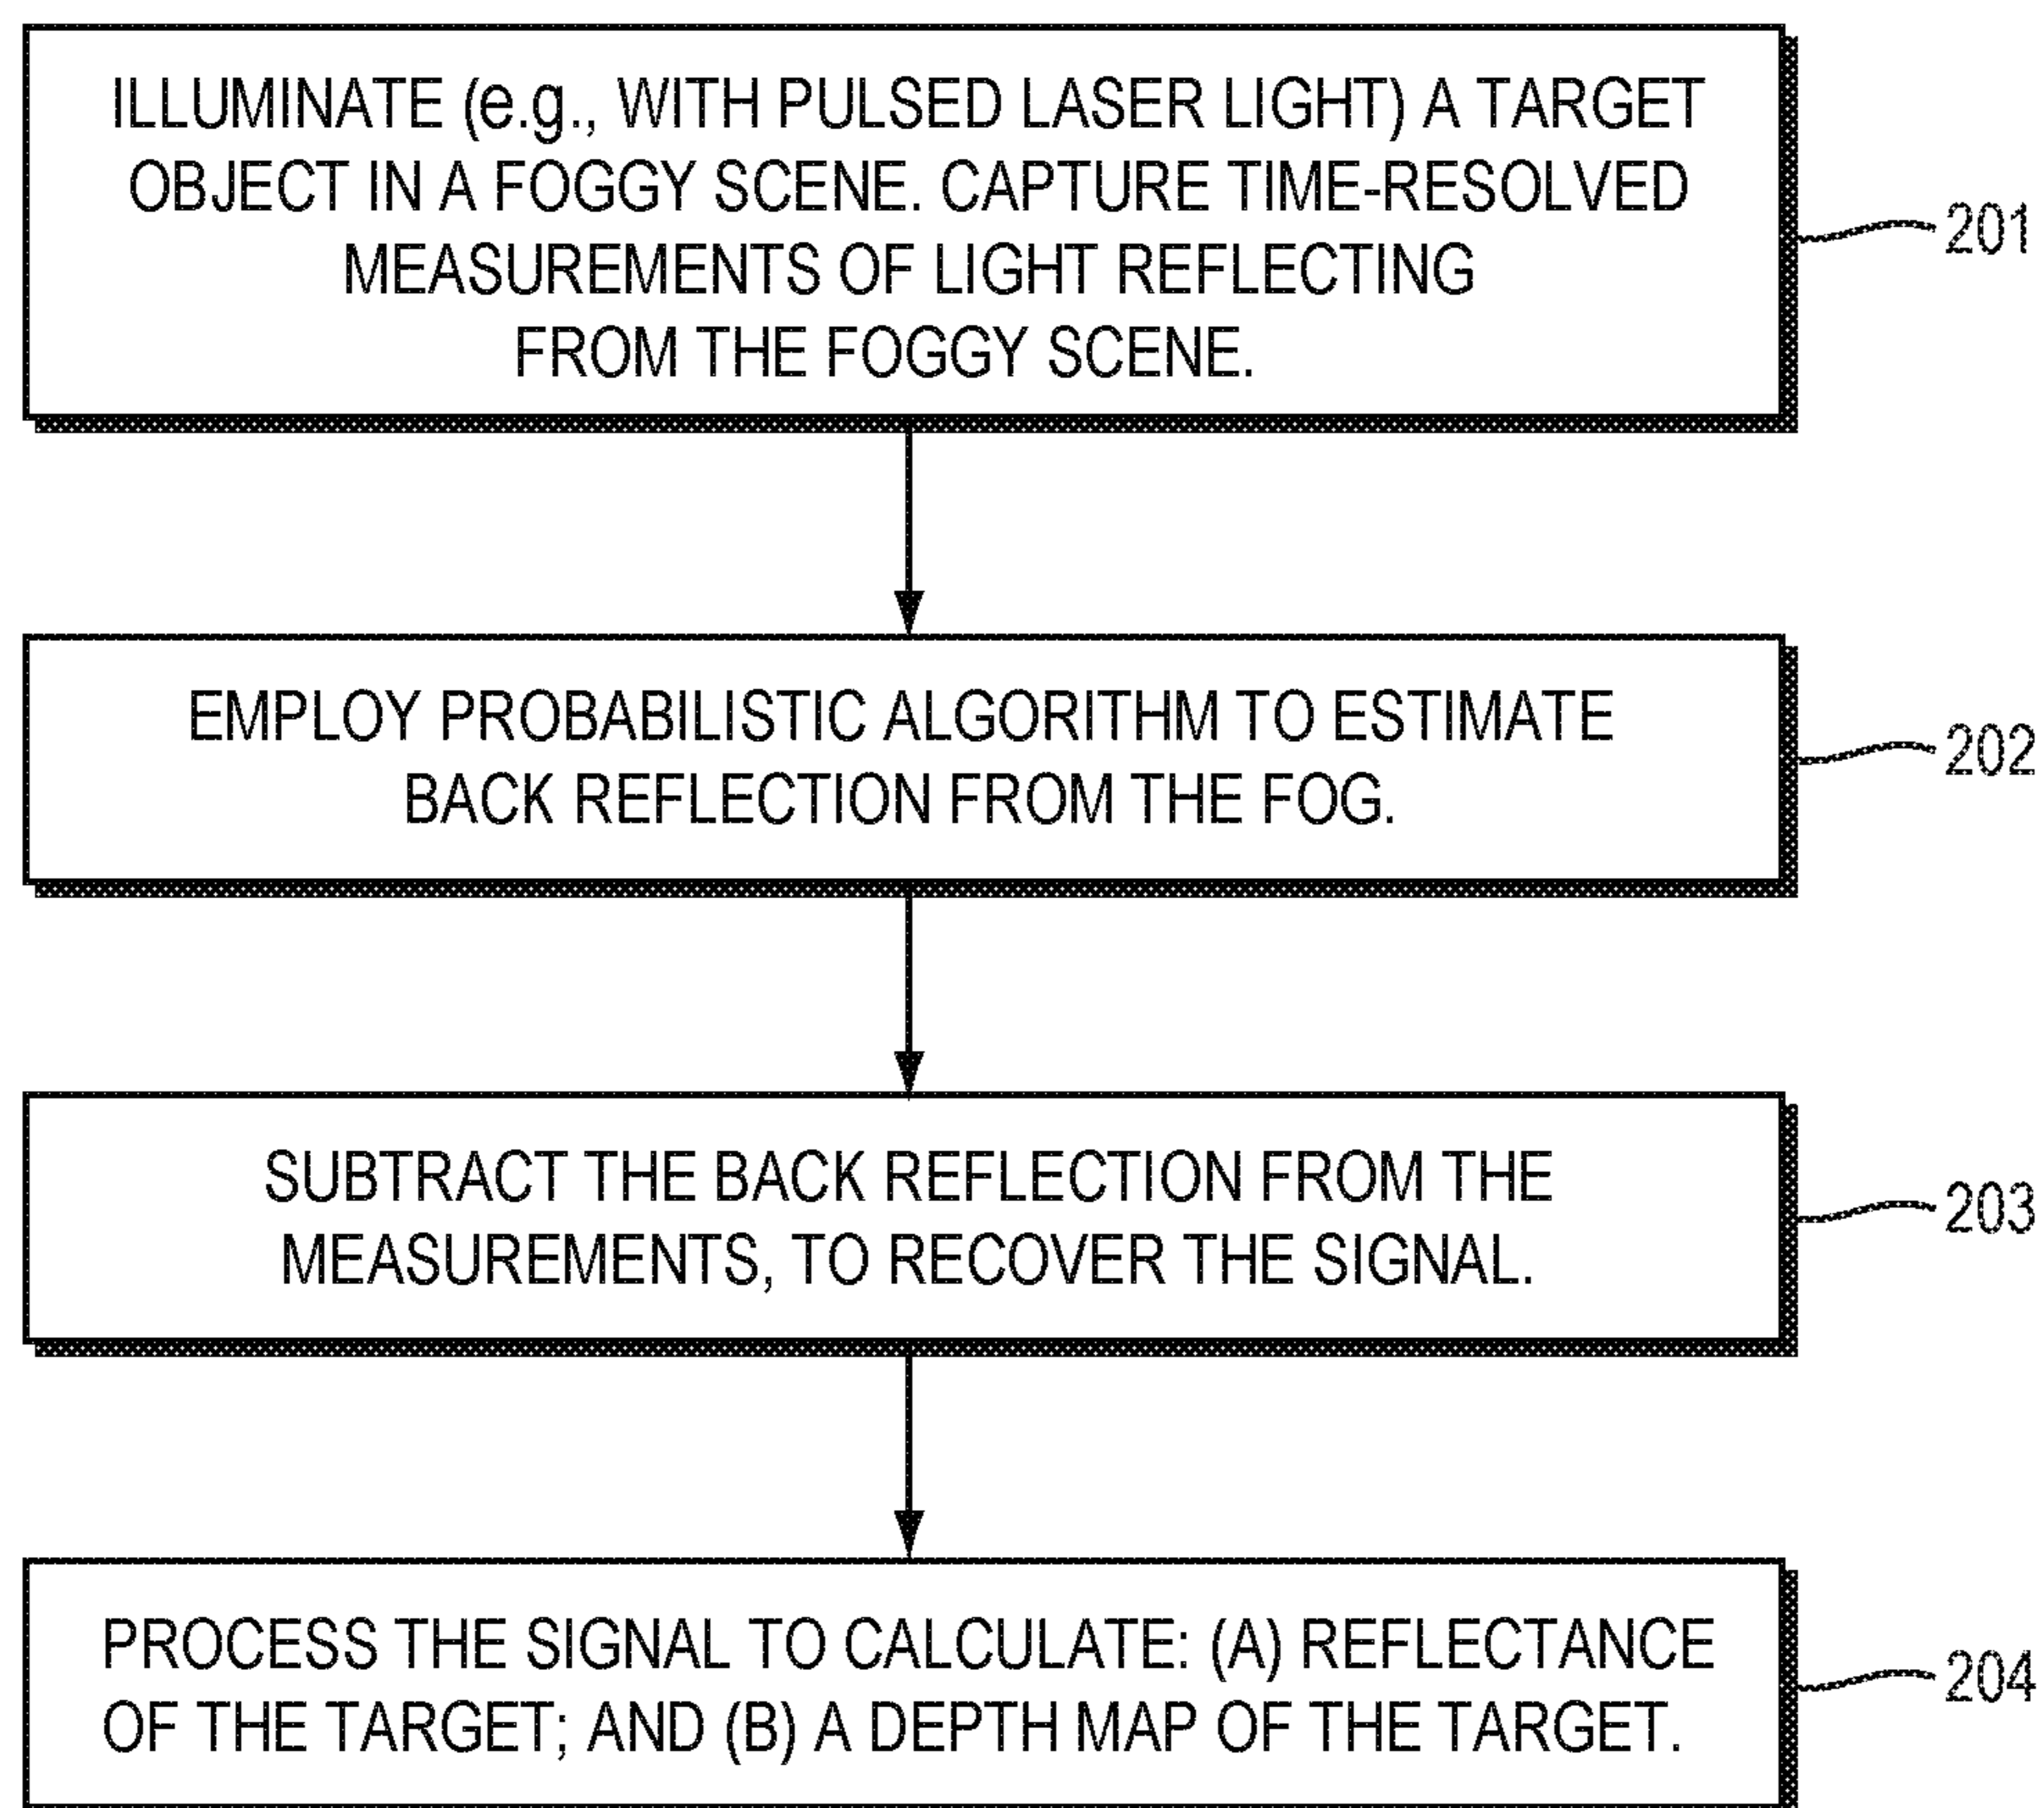 ILLUMINATE (e.g., WITH PULSED LASER LIGHT) A TARGET
OBJECT IN A FOGGY SCENE. CAPTURE TIME-RESOLVED
MEASUREMENTS OF LIGHT REFLECTING
FROM THE FOGGY SCENE.
201
EMPLOY PROBABILISTIC ALGORITHM TO ESTIMATE
BACK REFLECTION FROM THE FOG.
202
SUBTRACT THE BACK REFLECTION FROM THE
MEASUREMENTS, TO RECOVER THE SIGNAL.
203
PROCESS THE SIGNAL TO CALCULATE: (A) REFLECTANCE
OF THE TARGET; AND (B) A DEPTH MAP OF THE TARGET.
204